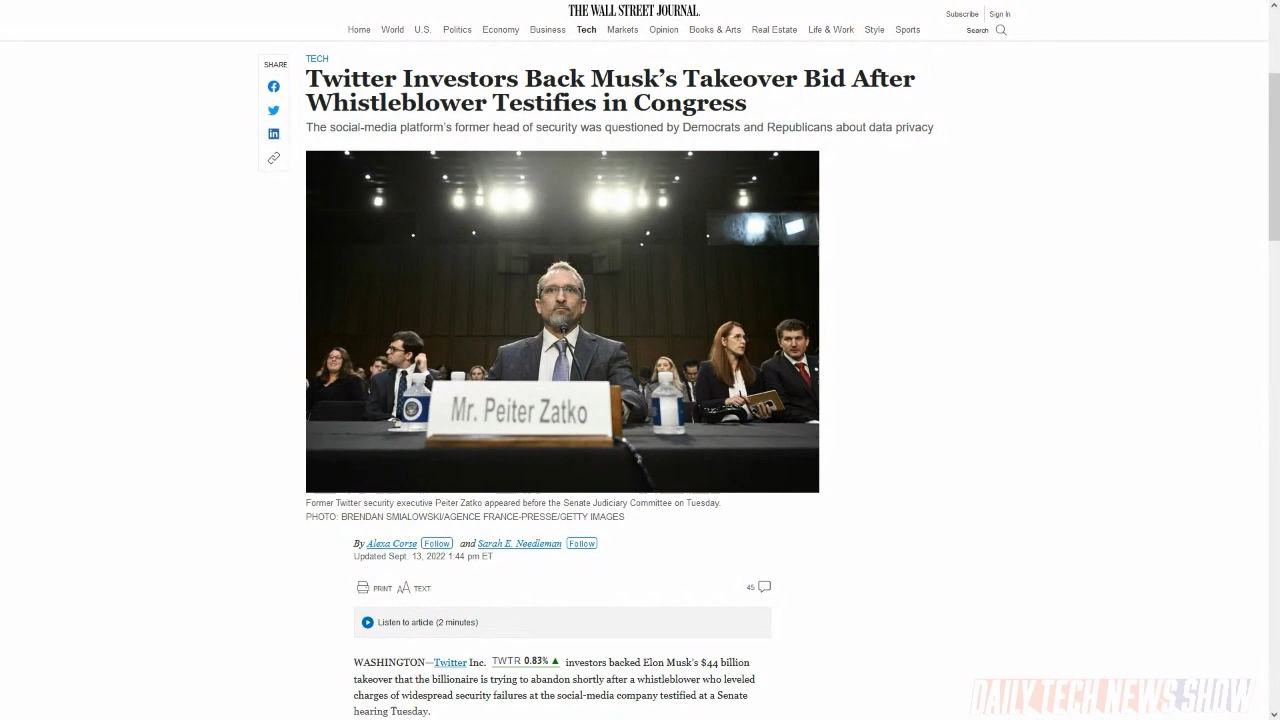 THE WALL STREET JOURNAL.
Subscribe Sign In
Home World U.S. Politics Economy Business Tech Markets Opinion Books & Arts Real Estate Life & Work Style Sports
Search
SHARE
TECH
Twitter Investors Back Musk's Takeover Bid After
Whistleblower Testifies in Congress
The social-media platform's former head of security was questioned by Democrats and Republicans about data privacy
Mr. Peiter Zatko
Former Twitter security executive Peiter Zatko appeared before the Senate Judiciary Committee on Tuesday.
PHOTO: BRENDAN SMIALOWSKI/AGENCE FRANCE-PRESSE/GETTY IMAGES
By Alexa Corse Follow and Sarah E. Needleman Follow
Updated Sept. 13, 2022 1:44 pm ET
PRINT AA TEXT
45
Listen to article (2 minutes)
WASHINGTON—Twitter Inc. TWTR 0.83% ▲ investors backed Elon Musk's $44 billion
takeover that the billionaire is trying to abandon shortly after a whistleblower who leveled
charges of widespread security failures at the social-media company testified at a Senate
hearing Tuesday.
DAILY TECH NEWS SHOW